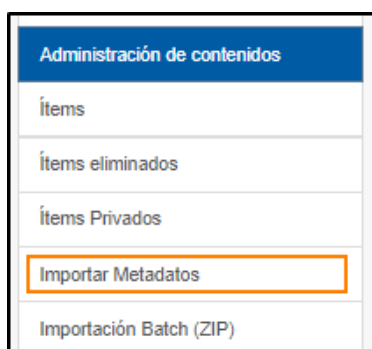 Administración de contenidos
Ítems
Ítems eliminados
Ítems Privados
Importar Metadatos
Importación Batch (ZIP)